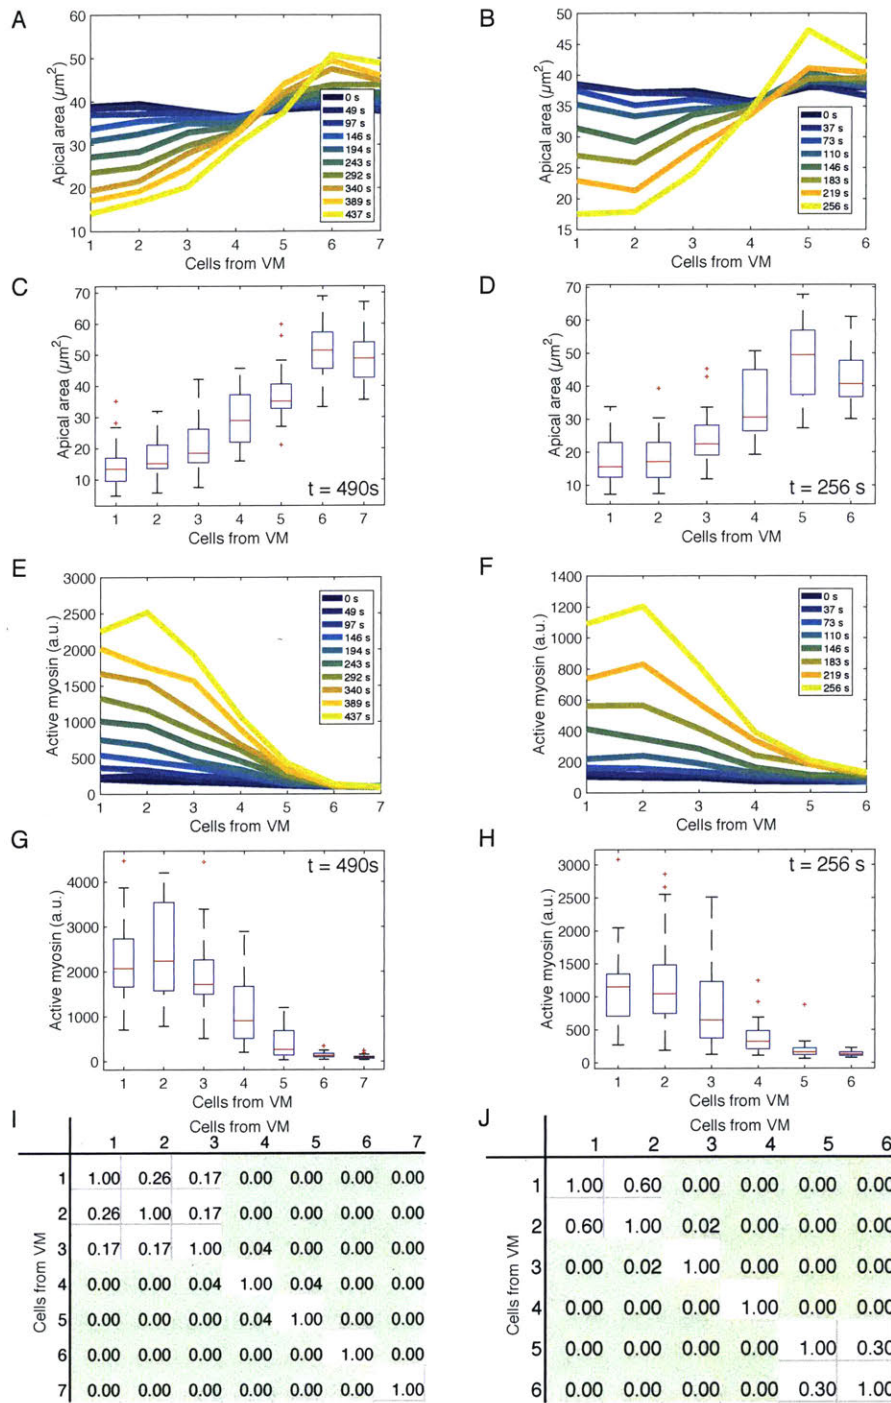 A
B
Apical area (µm²)
60
50
40
30
20
10
1 2 3 4 5 6 7
Cells from VM
0 s
49 s
97 s
146 s
194 s
243 s
292 s
340 s
389 s
437 s
Apical area (µm²)
50
45
40
35
30
25
20
15
1 2 3 4 5 6
Cells from VM
0 s
37 s
73 s
110 s
146 s
183 s
219 s
256 s
C
D
Apical area (µm²)
70
60
50
40
30
20
10
t = 490s
1 2 3 4 5 6 7
Cells from VM
Apical area (µm²)
70
60
50
40
30
20
10
t = 256 s
1 2 3 4 5 6
Cells from VM
E
F
Active myosin (a.u.)
3000
2500
2000
1500
1000
500
0
1 2 3 4 5 6 7
Cells from VM
0 s
49 s
97 s
146 s
194 s
243 s
292 s
340 s
389 s
437 s
Active myosin (a.u.)
1400
1200
1000
800
600
400
200
0
1 2 3 4 5 6
Cells from VM
0 s
37 s
73 s
110 s
146 s
183 s
219 s
256 s
G
H
Active myosin (a.u.)
4000
3000
2000
1000
0
t = 490s
1 2 3 4 5 6 7
Cells from VM
Active myosin (a.u.)
3000
2500
2000
1500
1000
500
0
t = 256 s
1 2 3 4 5 6
Cells from VM
I
Cells from VM
1 2 3 4 5 6 7
Cells from VM
1 1.00 0.26 0.17 0.00 0.00 0.00 0.00
2 0.26 1.00 0.17 0.00 0.00 0.00 0.00
3 0.17 0.17 1.00 0.04 0.00 0.00 0.00
4 0.00 0.00 0.04 1.00 0.04 0.00 0.00
5 0.00 0.00 0.00 0.04 1.00 0.00 0.00
6 0.00 0.00 0.00 0.00 0.00 1.00 0.00
7 0.00 0.00 0.00 0.00 0.00 0.00 1.00
J
Cells from VM
1 2 3 4 5 6
Cells from VM
1 1.00 0.60 0.00 0.00 0.00 0.00
2 0.60 1.00 0.02 0.00 0.00 0.00
3 0.00 0.02 1.00 0.00 0.00 0.00
4 0.00 0.00 0.00 1.00 0.00 0.00
5 0.00 0.00 0.00 0.00 1.00 0.30
6 0.00 0.00 0.00 0.00 0.30 1.00